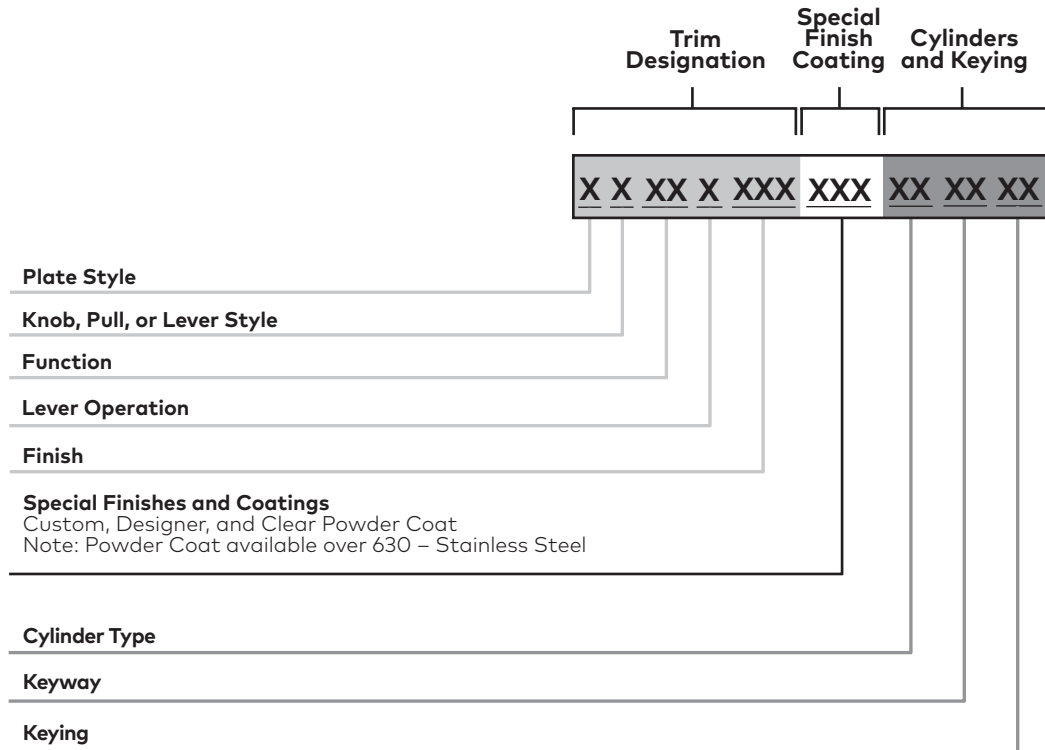 Trim
Designation
Special
Finish
Coating
Cylinders
and Keying
X X XX X XXX XXX XX XX XX
Plate Style
Knob, Pull, or Lever Style
Function
Lever Operation
Finish
Special Finishes and Coatings
Custom, Designer, and Clear Powder Coat
Note: Powder Coat available over 630 – Stainless Steel
Cylinder Type
Keyway
Keying